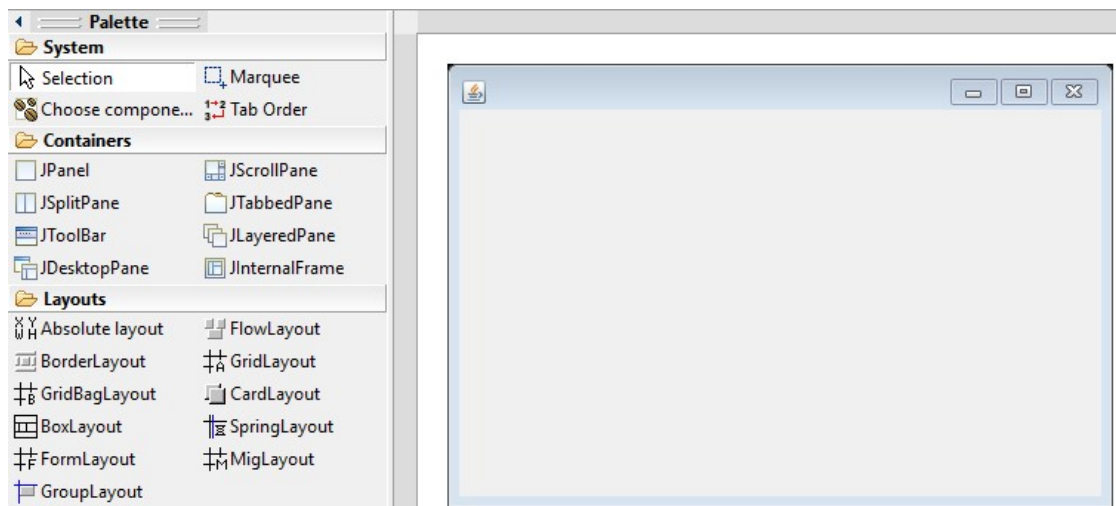 Palette
System
Selection Marquee
Choose compone... Tab Order
Containers
JPanel JScrollPane
JSplitPane JTabbedPane
JToolBar JLayeredPane
JDesktopPane JInternalFrame
Layouts
Absolute layout FlowLayout
BorderLayout GridLayout
GridBagLayout CardLayout
BoxLayout SpringLayout
FormLayout MigLayout
GroupLayout